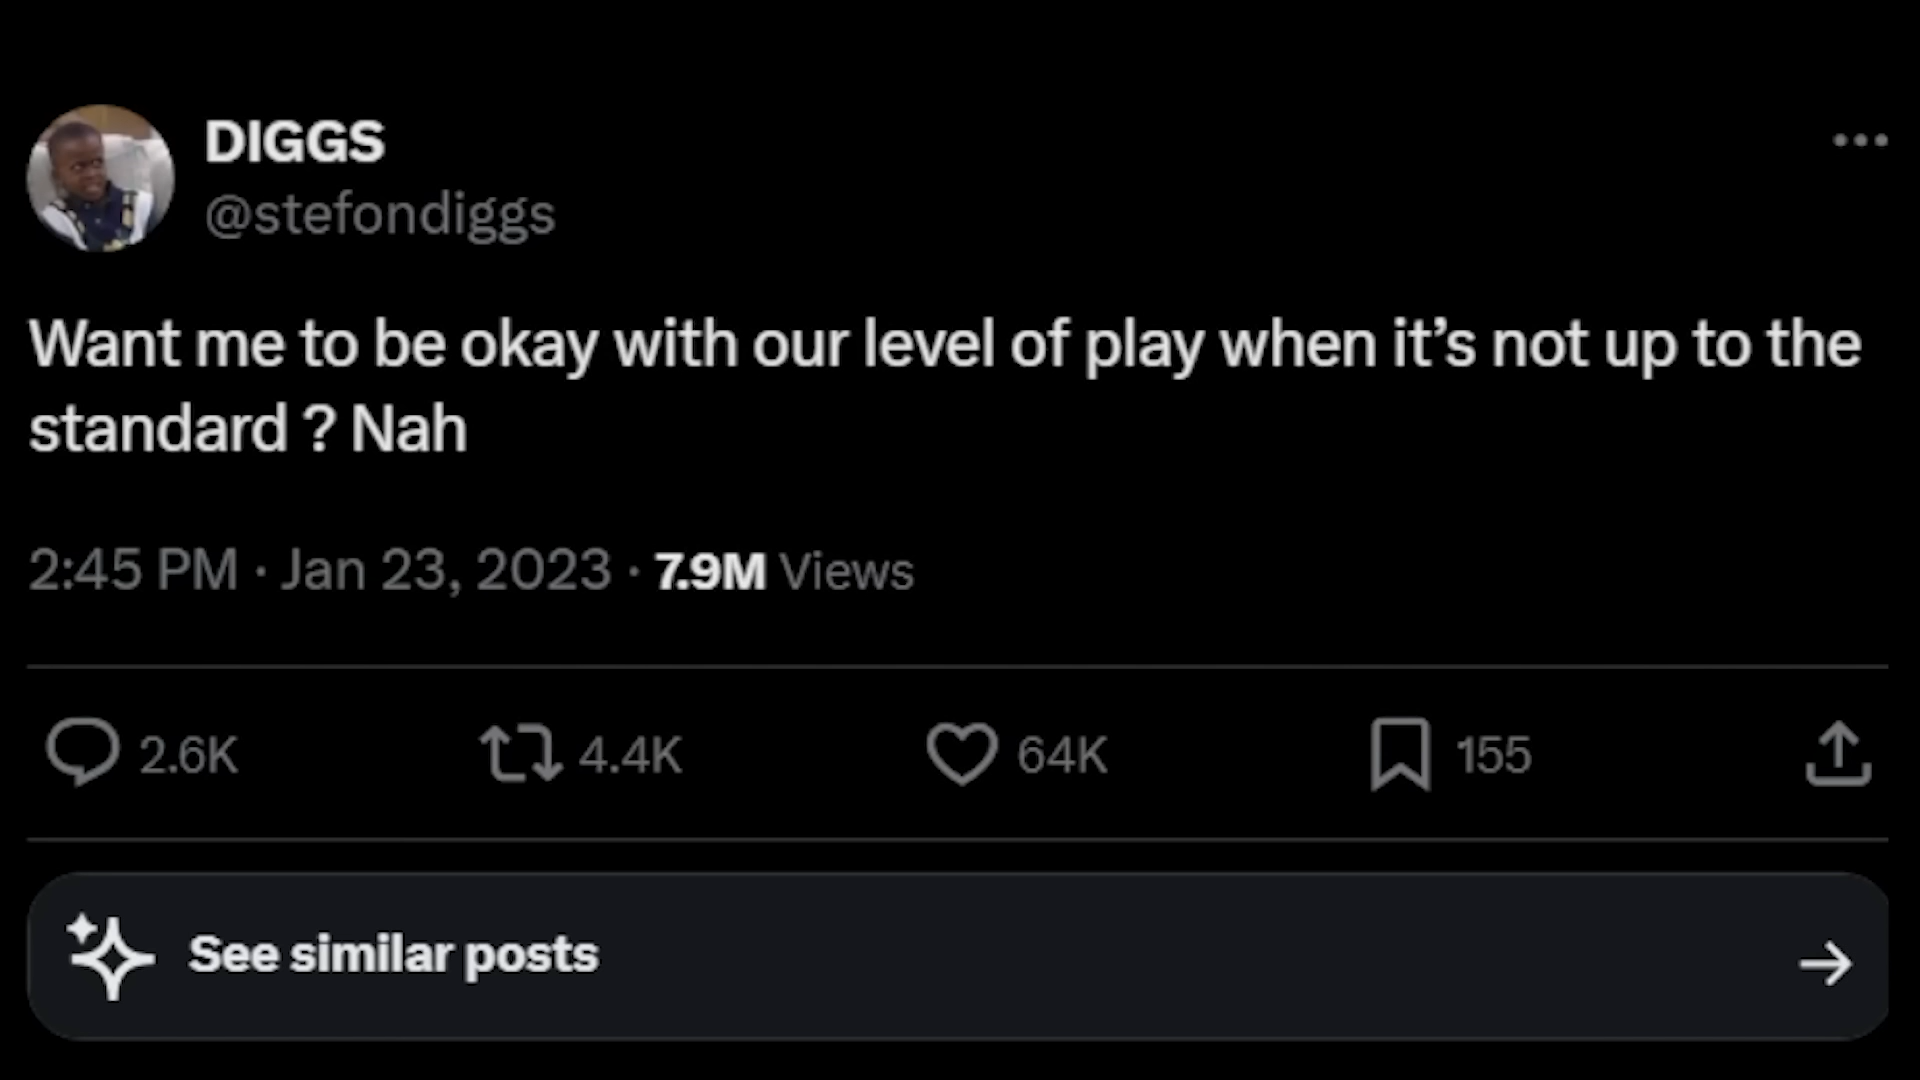 DIGGS
@stefondiggs
Want me to be okay with our level of play when it’s not up to the
standard ? Nah
2:45 PM · Jan 23, 2023 · 7.9M Views
2.6K 4.4K 64K 155
See similar posts